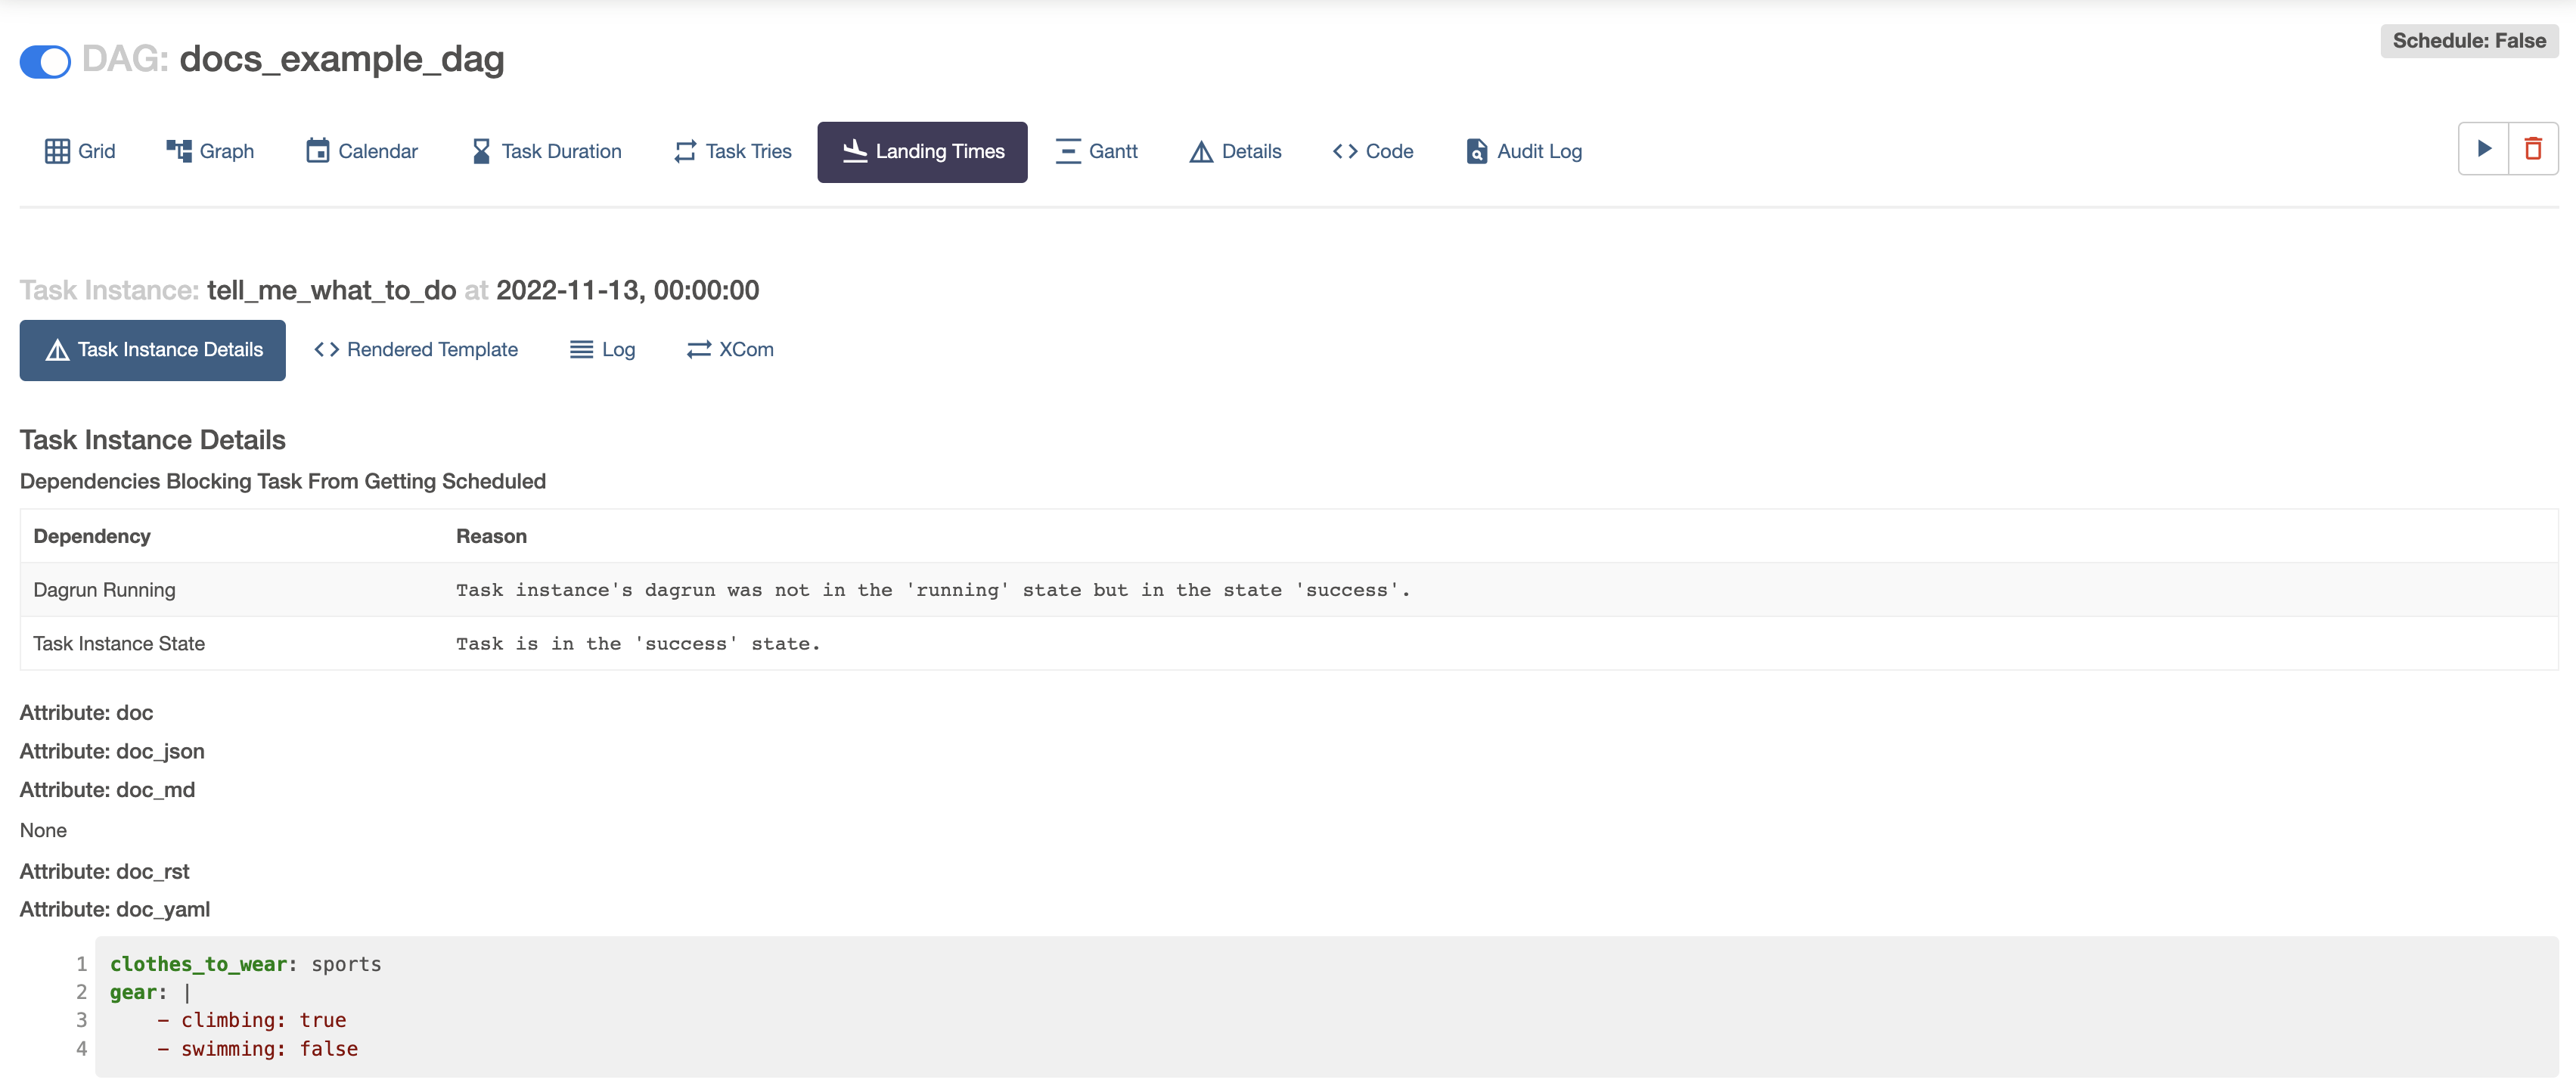 DAG: docs_example_dag
Schedule: False
Grid Graph Calendar Task Duration Task Tries Landing Times Gantt Details Code Audit Log
Task Instance: tell_me_what_to_do at 2022-11-13, 00:00:00
Task Instance Details Rendered Template Log XCom
Task Instance Details
Dependencies Blocking Task From Getting Scheduled
Dependency Reason
Dagrun Running Task instance's dagrun was not in the 'running' state but in the state 'success'.
Task Instance State Task is in the 'success' state.
Attribute: doc
Attribute: doc_json
Attribute: doc_md
None
Attribute: doc_rst
Attribute: doc_yaml
1 clothes_to_wear: sports
2 gear: |
3     - climbing: true
4     - swimming: false